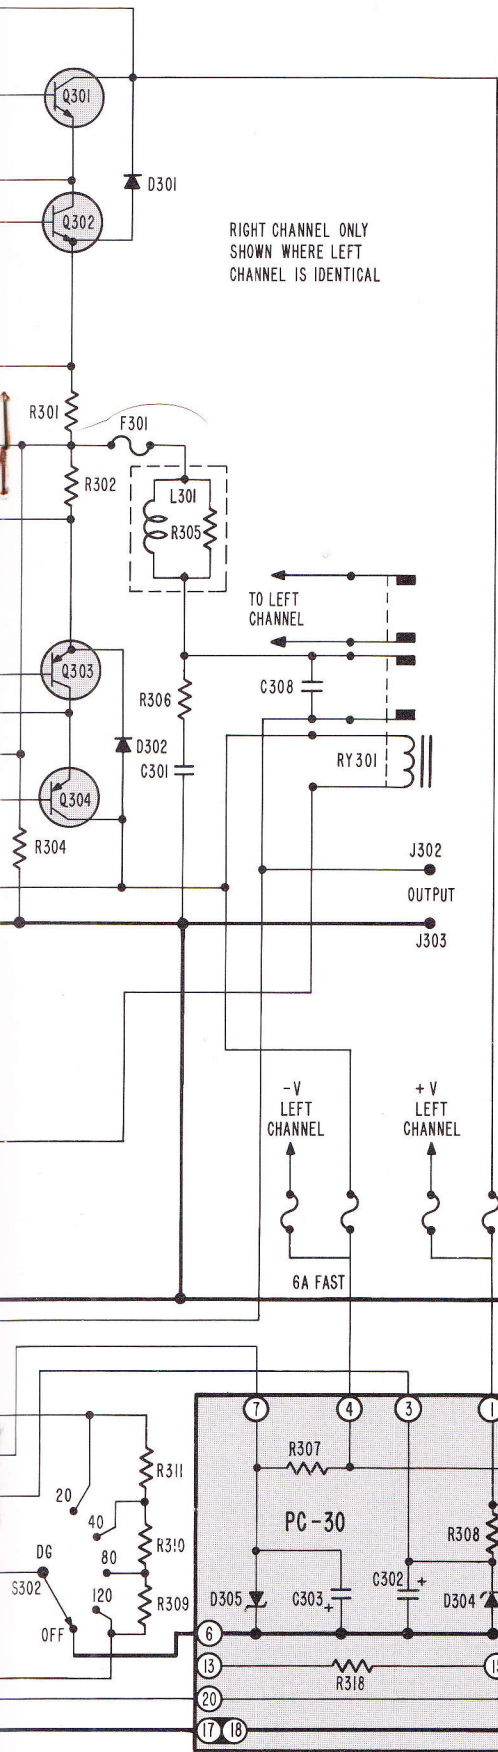 Q301
D301
Q302
RIGHT CHANNEL ONLY
SHOWN WHERE LEFT
CHANNEL IS IDENTICAL
R301
F301
R302
L301
R305
TO LEFT
CHANNEL
Q303
R306
C308
D302
C301
RY301
Q304
R304
J302
OUTPUT
J303
-V
LEFT
CHANNEL
+V
LEFT
CHANNEL
6A FAST
7
4
3
1
R307
R311
20
40
PC-30
R308
R310
DG
80
S302
120
R309
D305
C303
+
C302
+
D304
OFF
6
13
R318
20
17
18